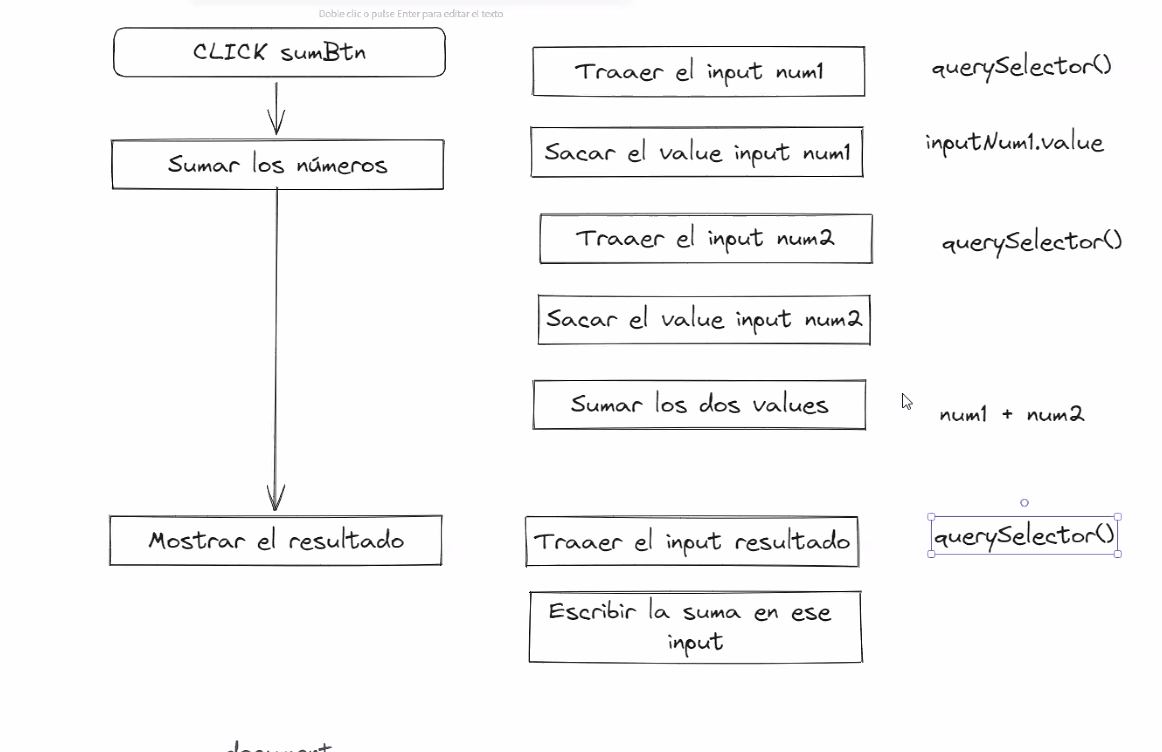 Doble clic o pulse Enter para editar el texto
CLICK sumBtn
Traaer el input num1
querySelector()
Sumar los números
Sacar el value input num1
inputNum1.value
Traaer el input num2
querySelector()
Sacar el value input num2
Sumar los dos values
num1 + num2
Mostrar el resultado
Traaer el input resultado
querySelector()
Escribir la suma en ese
input